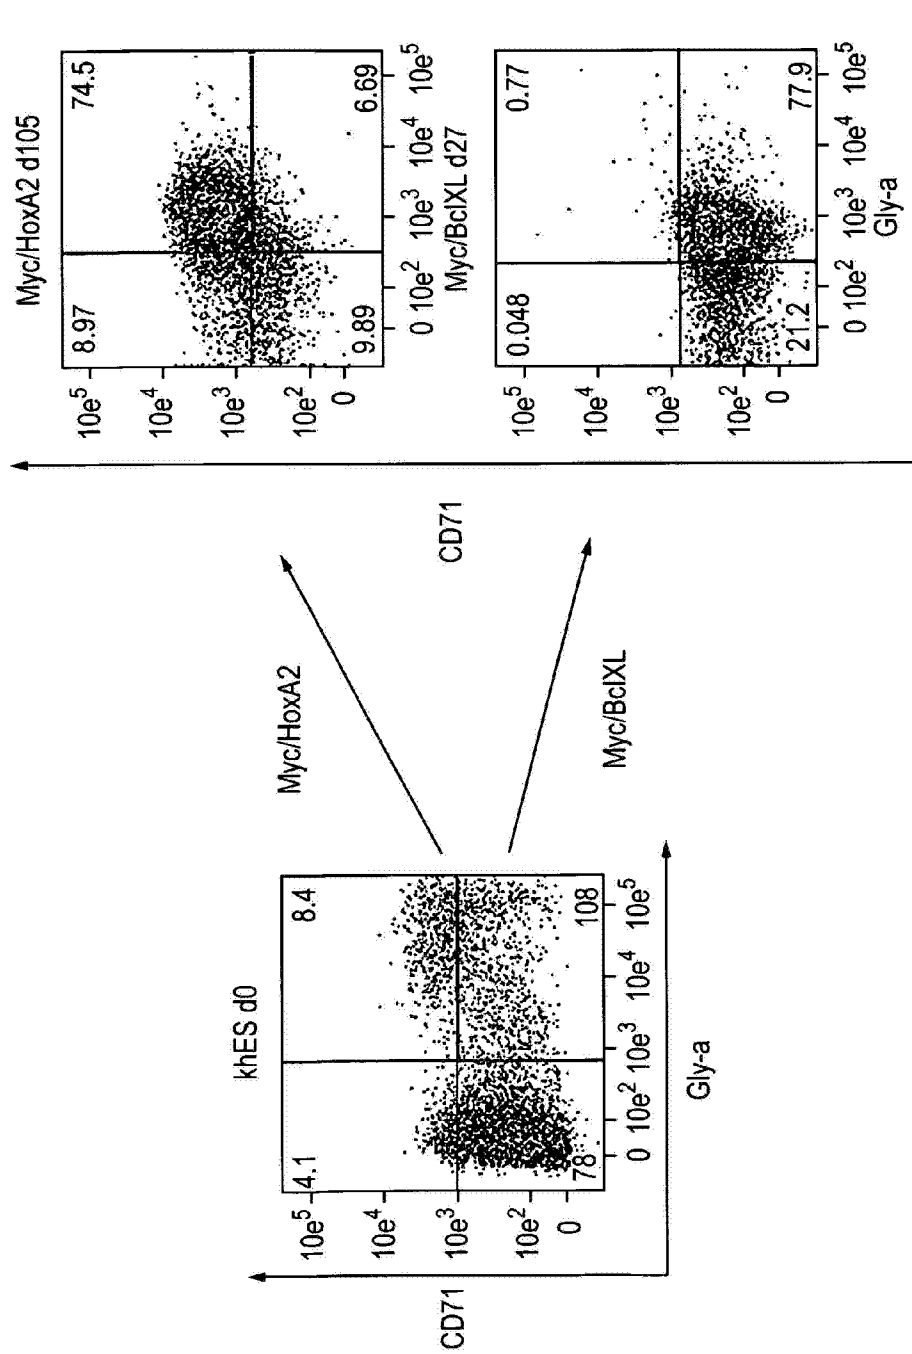 khES d0
4.1
8.4
78
108
10e5
10e4
10e3
10e2
0
0 10e2 10e3 10e4 10e5
CD71
Gly-a
Myc/HoxA2
Myc/BclXL
CD71
Myc/HoxA2 d105
8.97
74.5
9.89
6.69
10e5
10e4
10e3
10e2
0
0 10e2 10e3 10e4 10e5
Myc/BclXL d27
0.048
0.77
21.2
77.9
10e5
10e4
10e3
10e2
0
0 10e2 10e3 10e4 10e5
Gly-a